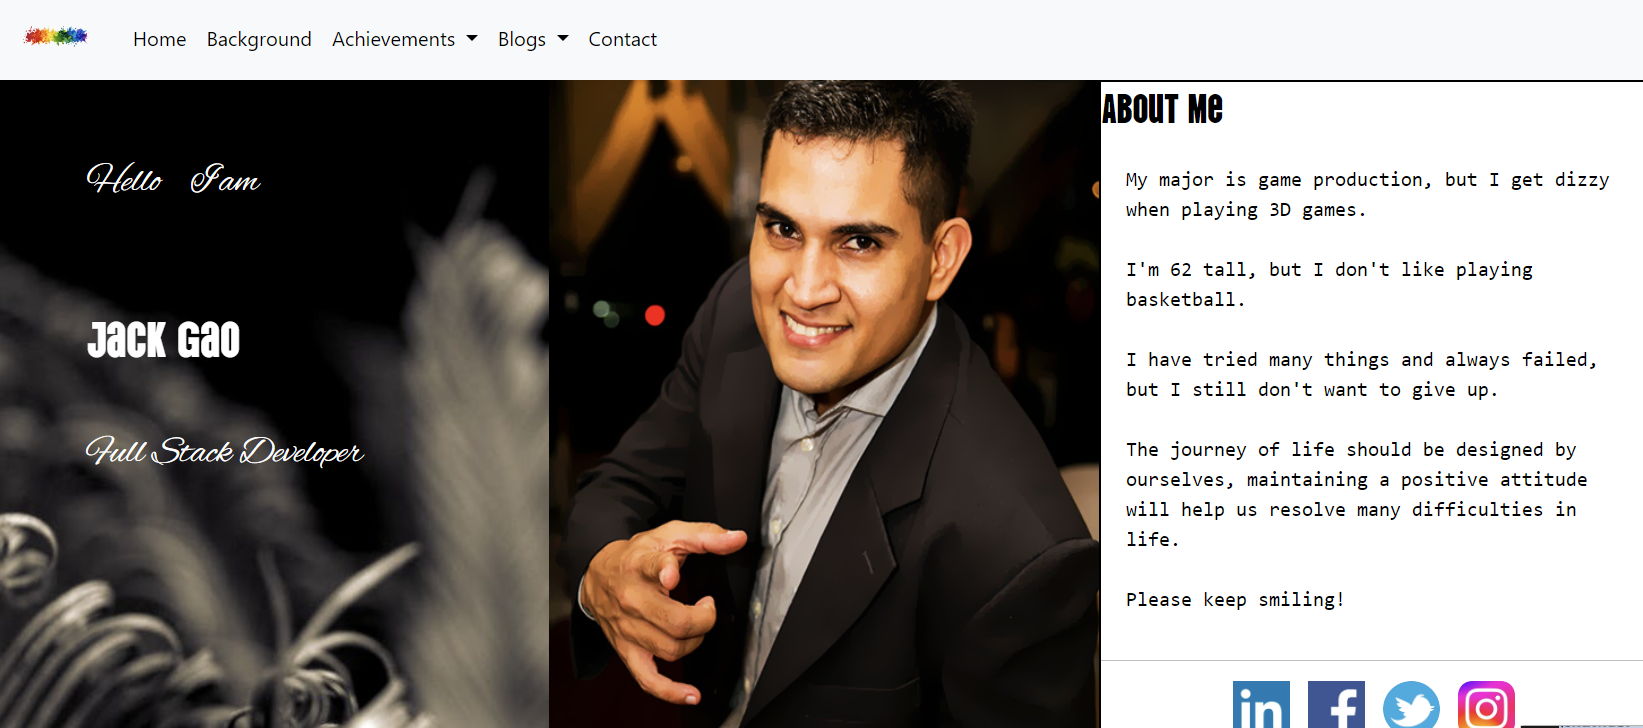 Home Background Achievements Blogs Contact
Hello I am
Jack Gao
Full Stack Developer
About Me
My major is game production, but I get dizzy
when playing 3D games.
I'm 62 tall, but I don't like playing
basketball.
I have tried many things and always failed,
but I still don't want to give up.
The journey of life should be designed by
ourselves, maintaining a positive attitude
will help us resolve many difficulties in
life.
Please keep smiling!
in f